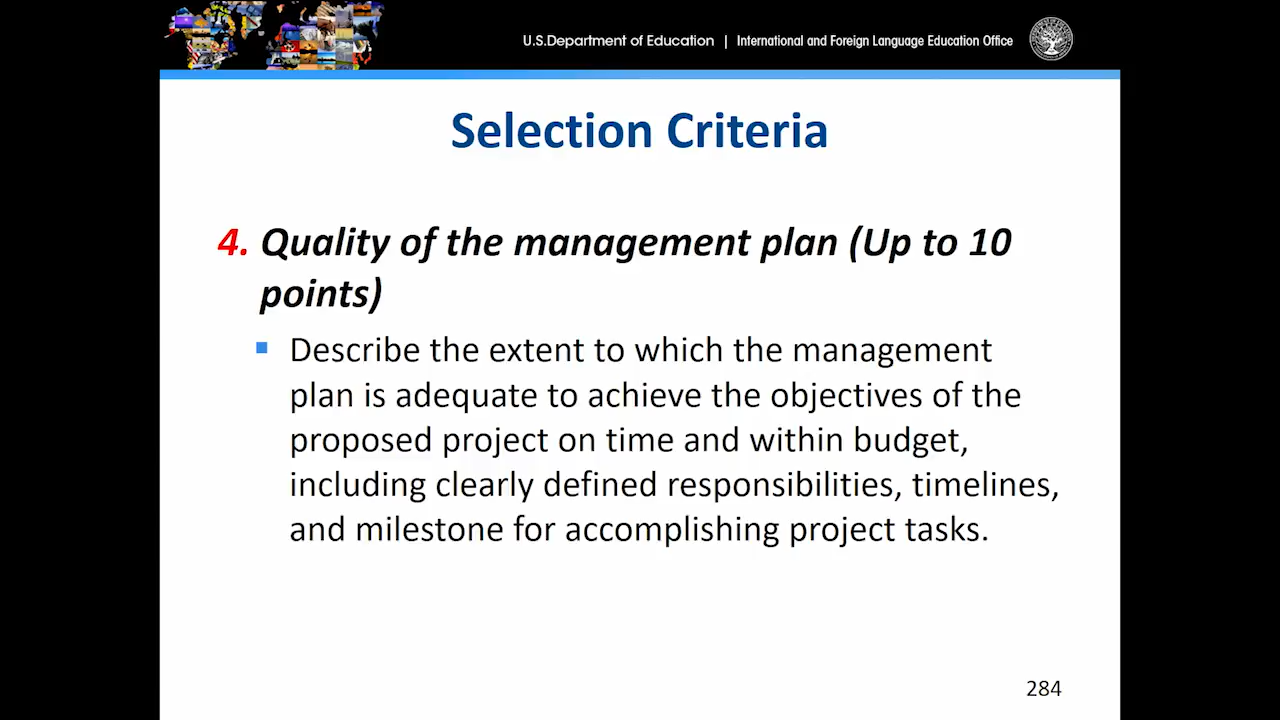 U.S.Department of Education | International and Foreign Language Education Office
Selection Criteria
4. Quality of the management plan (Up to 10
points)
▪ Describe the extent to which the management
plan is adequate to achieve the objectives of the
proposed project on time and within budget,
including clearly defined responsibilities, timelines,
and milestone for accomplishing project tasks.
284